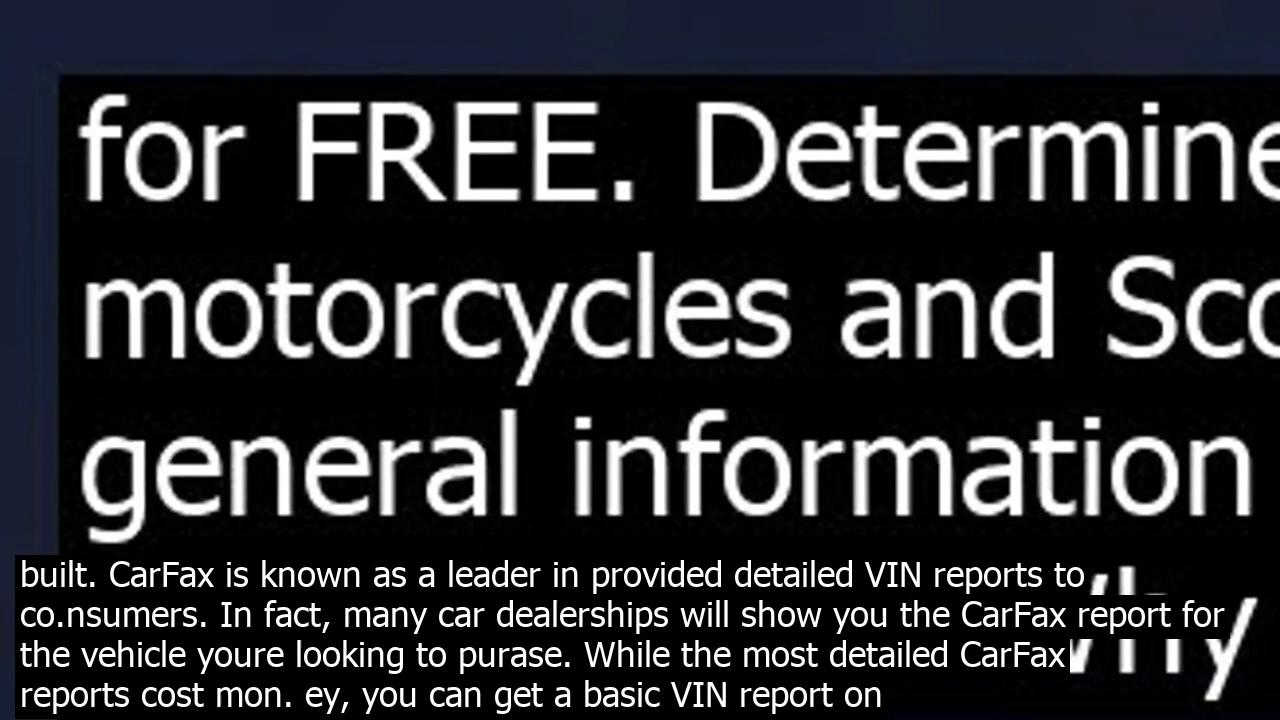 for FREE. Determine
motorcycles and Sco
general information
built. CarFax is known as a leader in provided detailed VIN reports to
co.nsumers. In fact, many car dealerships will show you the CarFax report for
the vehicle youre looking to purase. While the most detailed CarFax
reports cost mon. ey, you can get a basic VIN report on